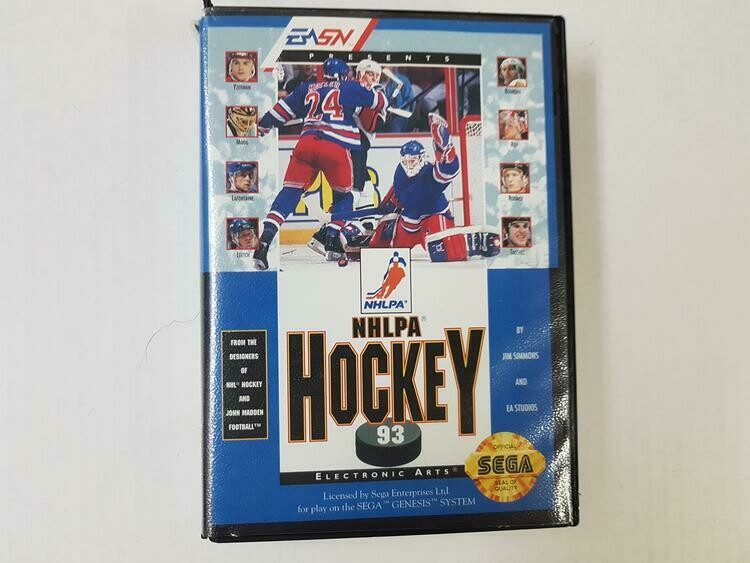 EASN
PRESENTS
YZERMAN
MOOG
LAFONTAINE
LEETCH
24
BOURQUE
ROENICK
TOCCHET
NHLPA®
NHLPA®
HOCKEY
93
FROM THE
DESIGNERS
OF
NHL® HOCKEY
AND
JOHN MADDEN
FOOTBALL™
BY
JIM SIMMONS
AND
EA STUDIOS
ELECTRONIC ARTS®
OFFICIAL
SEGA
SEAL OF
QUALITY
Licensed by Sega Enterprises Ltd.
for play on the SEGA™ GENESIS™ SYSTEM